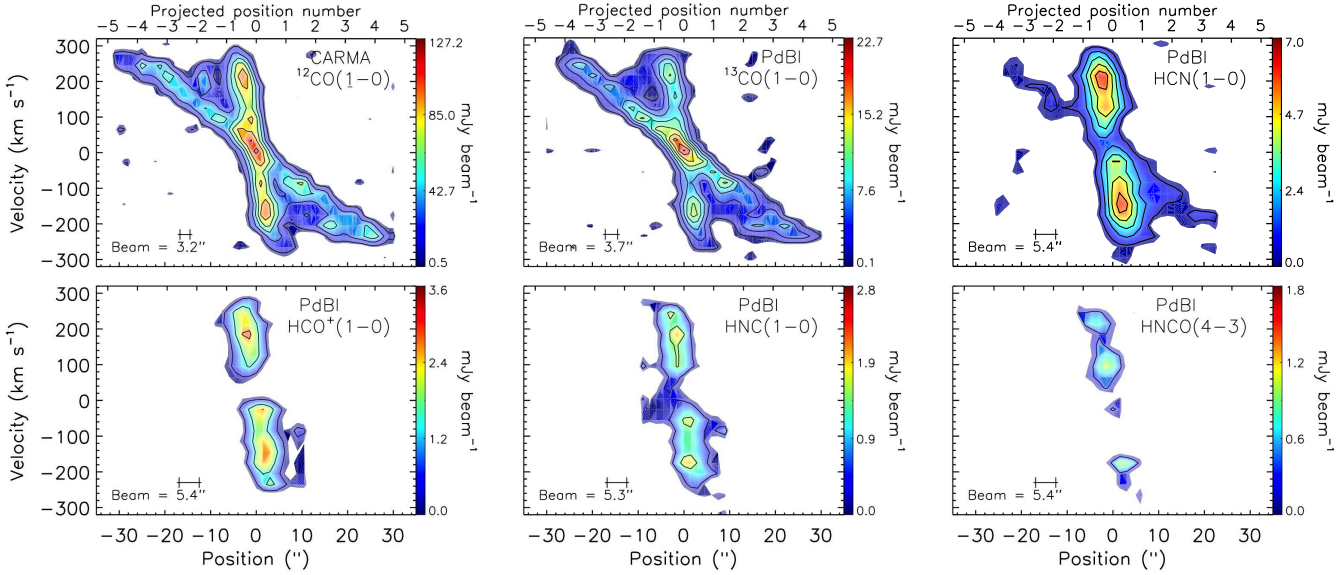 Projected position number Projected position number Projected position number
−5 −4 −3 −2 −1 0 1 2 3 4 5 −5 −4 −3 −2 −1 0 1 2 3 4 5 −5 −4 −3 −2 −1 0 1 2 3 4 5
300 127.2 22.7 7.0
CARMA PdBI PdBI
200 ¹²CO(1−0) ¹³CO(1−0) HCN(1−0)
100 85.0 15.2 4.7
Velocity (km s⁻¹) 0 mJy beam⁻¹ mJy beam⁻¹ mJy beam⁻¹
−100 42.7 7.6 2.4
−200
Beam = 3.2" Beam = 3.7" Beam = 5.4"
−300 0.5 0.1 0.0
300 3.6 2.8 1.8
PdBI PdBI PdBI
200 HCO⁺(1−0) HNC(1−0) HNCO(4−3)
100 2.4 1.9 1.2
Velocity (km s⁻¹) 0 mJy beam⁻¹ mJy beam⁻¹ mJy beam⁻¹
−100 1.2 0.9 0.6
−200
Beam = 5.4" Beam = 5.3" Beam = 5.4"
−300 0.0 0.0 0.0
−30 −20 −10 0 10 20 30 −30 −20 −10 0 10 20 30 −30 −20 −10 0 10 20 30
Position (") Position (") Position (")